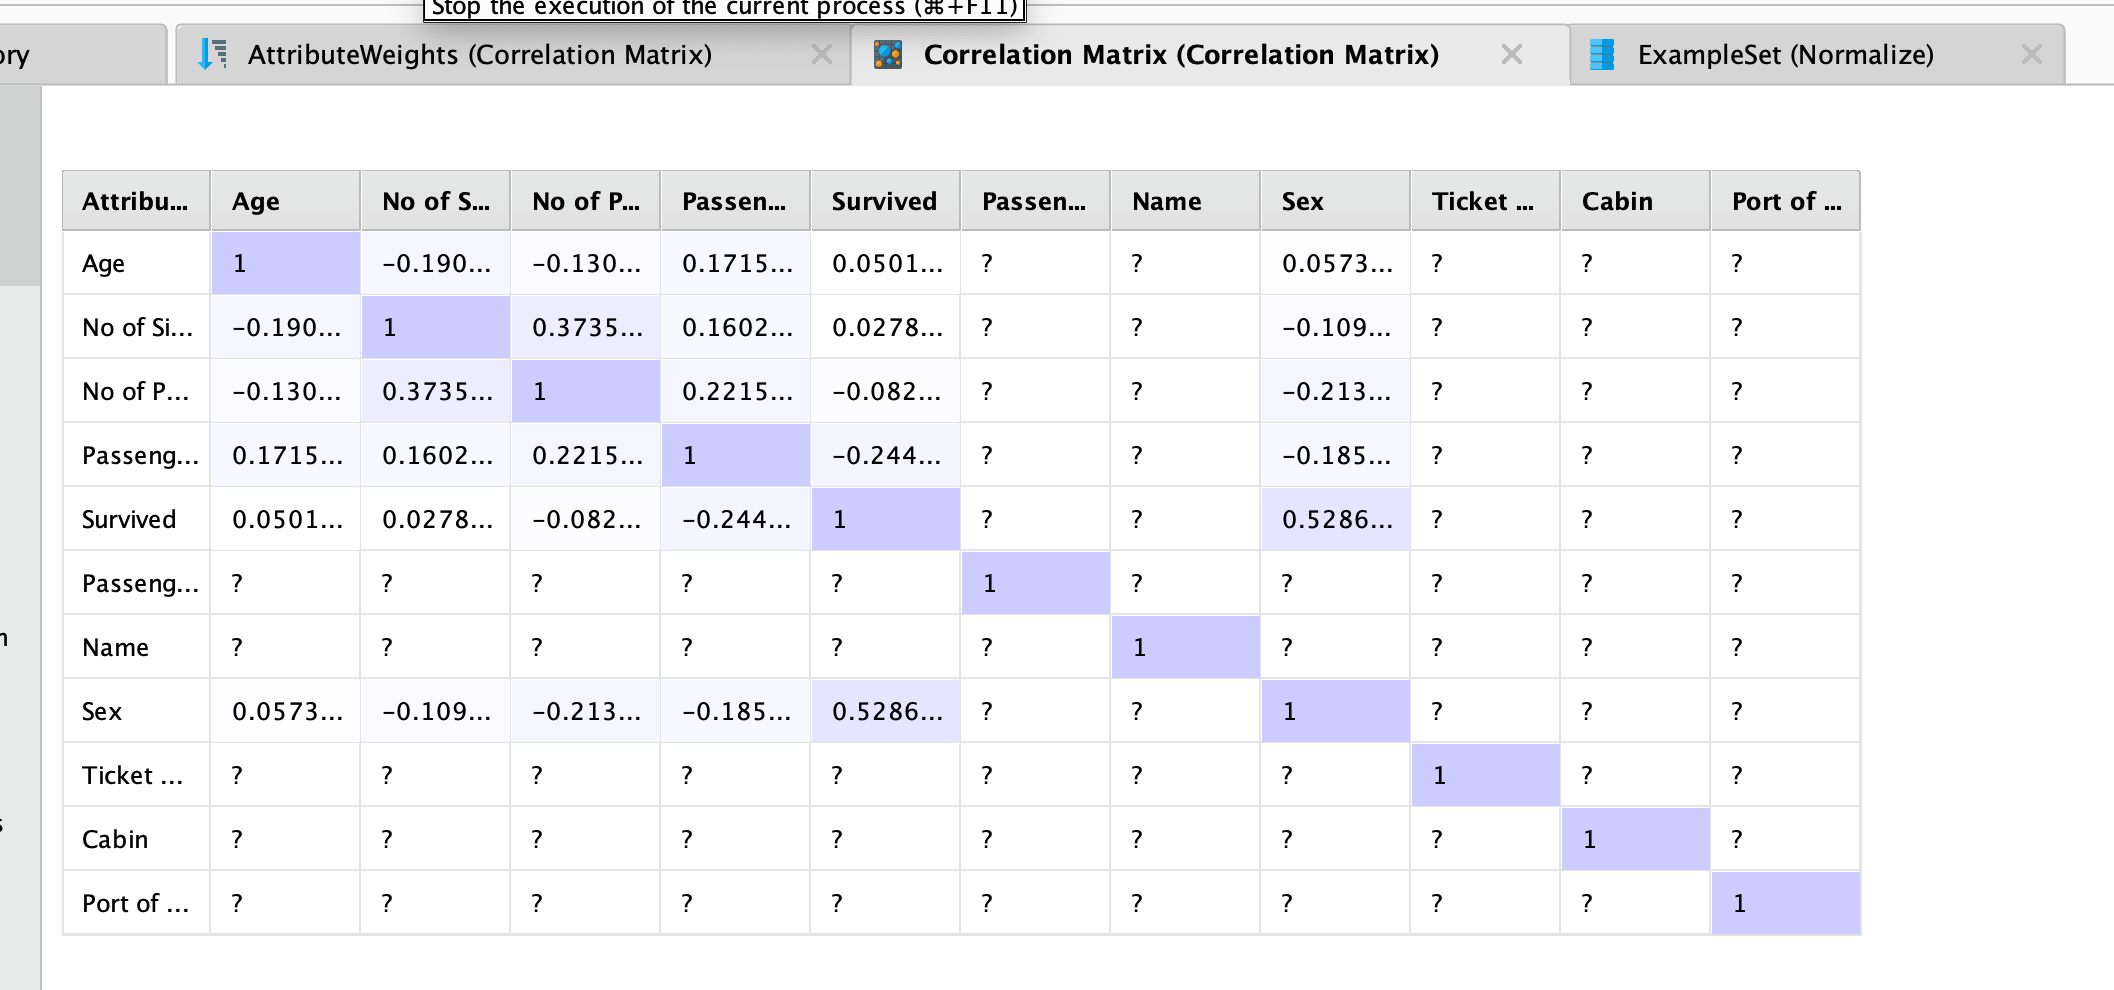 Stop the execution of the current process (⌘+F11)
ry AttributeWeights (Correlation Matrix) Correlation Matrix (Correlation Matrix) ExampleSet (Normalize)
Attribu... Age No of S... No of P... Passen... Survived Passen... Name Sex Ticket ... Cabin Port of ...
Age 1 -0.190... -0.130... 0.1715... 0.0501... ? ? 0.0573... ? ? ?
No of Si... -0.190... 1 0.3735... 0.1602... 0.0278... ? ? -0.109... ? ? ?
No of P... -0.130... 0.3735... 1 0.2215... -0.082... ? ? -0.213... ? ? ?
Passeng... 0.1715... 0.1602... 0.2215... 1 -0.244... ? ? -0.185... ? ? ?
Survived 0.0501... 0.0278... -0.082... -0.244... 1 ? ? 0.5286... ? ? ?
Passeng... ? ? ? ? ? 1 ? ? ? ? ?
Name ? ? ? ? ? ? 1 ? ? ? ?
Sex 0.0573... -0.109... -0.213... -0.185... 0.5286... ? ? 1 ? ? ?
Ticket ... ? ? ? ? ? ? ? ? 1 ? ?
Cabin ? ? ? ? ? ? ? ? ? 1 ?
Port of ... ? ? ? ? ? ? ? ? ? ? 1